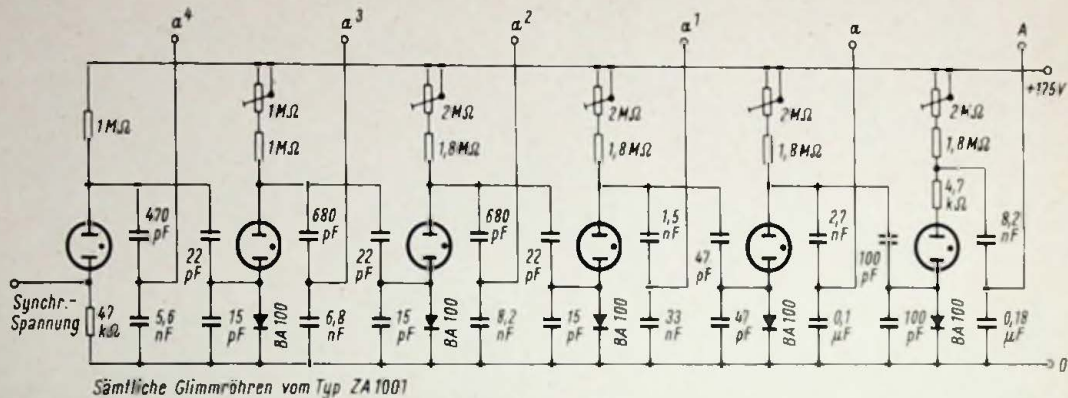 a⁴ a³ a² a¹ a A
+175V
1MΩ 1MΩ 2MΩ 2MΩ 2MΩ 2MΩ
1MΩ 1,8MΩ 1,8MΩ 1,8MΩ 1,8MΩ
4,7
kΩ
470 680 680 1,5 2,7 8,2
pF pF pF nF nF nF
22 22 22 47 100
pF pF pF pF pF
Synchr.-
Spannung
47 5,6 15 BA 100 6,8 15 BA 100 8,2 15 BA 100 33 47 BA 100 0,1 100 BA 100 0,18
kΩ nF pF nF pF nF pF nF pF µF pF µF
0
Sämtliche Glimmröhren vom Typ ZA 1001